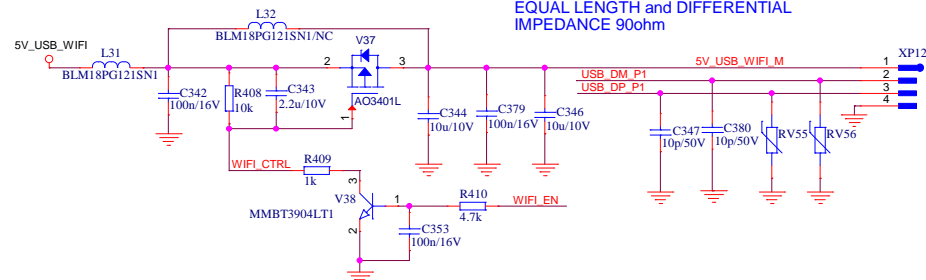 EQUAL LENGTH and DIFFERENTIAL
IMPEDANCE 90ohm
L32
BLM18PG121SN1/NC
5V_USB_WIFI
L31
BLM18PG121SN1
V37
2
3
1
AO3401L
C342
100n/16V
R408
10k
C343
2.2u/10V
C344
10u/10V
C379
100n/16V
C346
10u/10V
5V_USB_WIFI_M
USB_DM_P1
USB_DP_P1
XP12
1
2
3
4
C347
10p/50V
C380
10p/50V
RV55
RV56
WIFI_CTRL
R409
1k
V38
MMBT3904LT1
3
1
2
R410
4.7k
WIFI_EN
C353
100n/16V